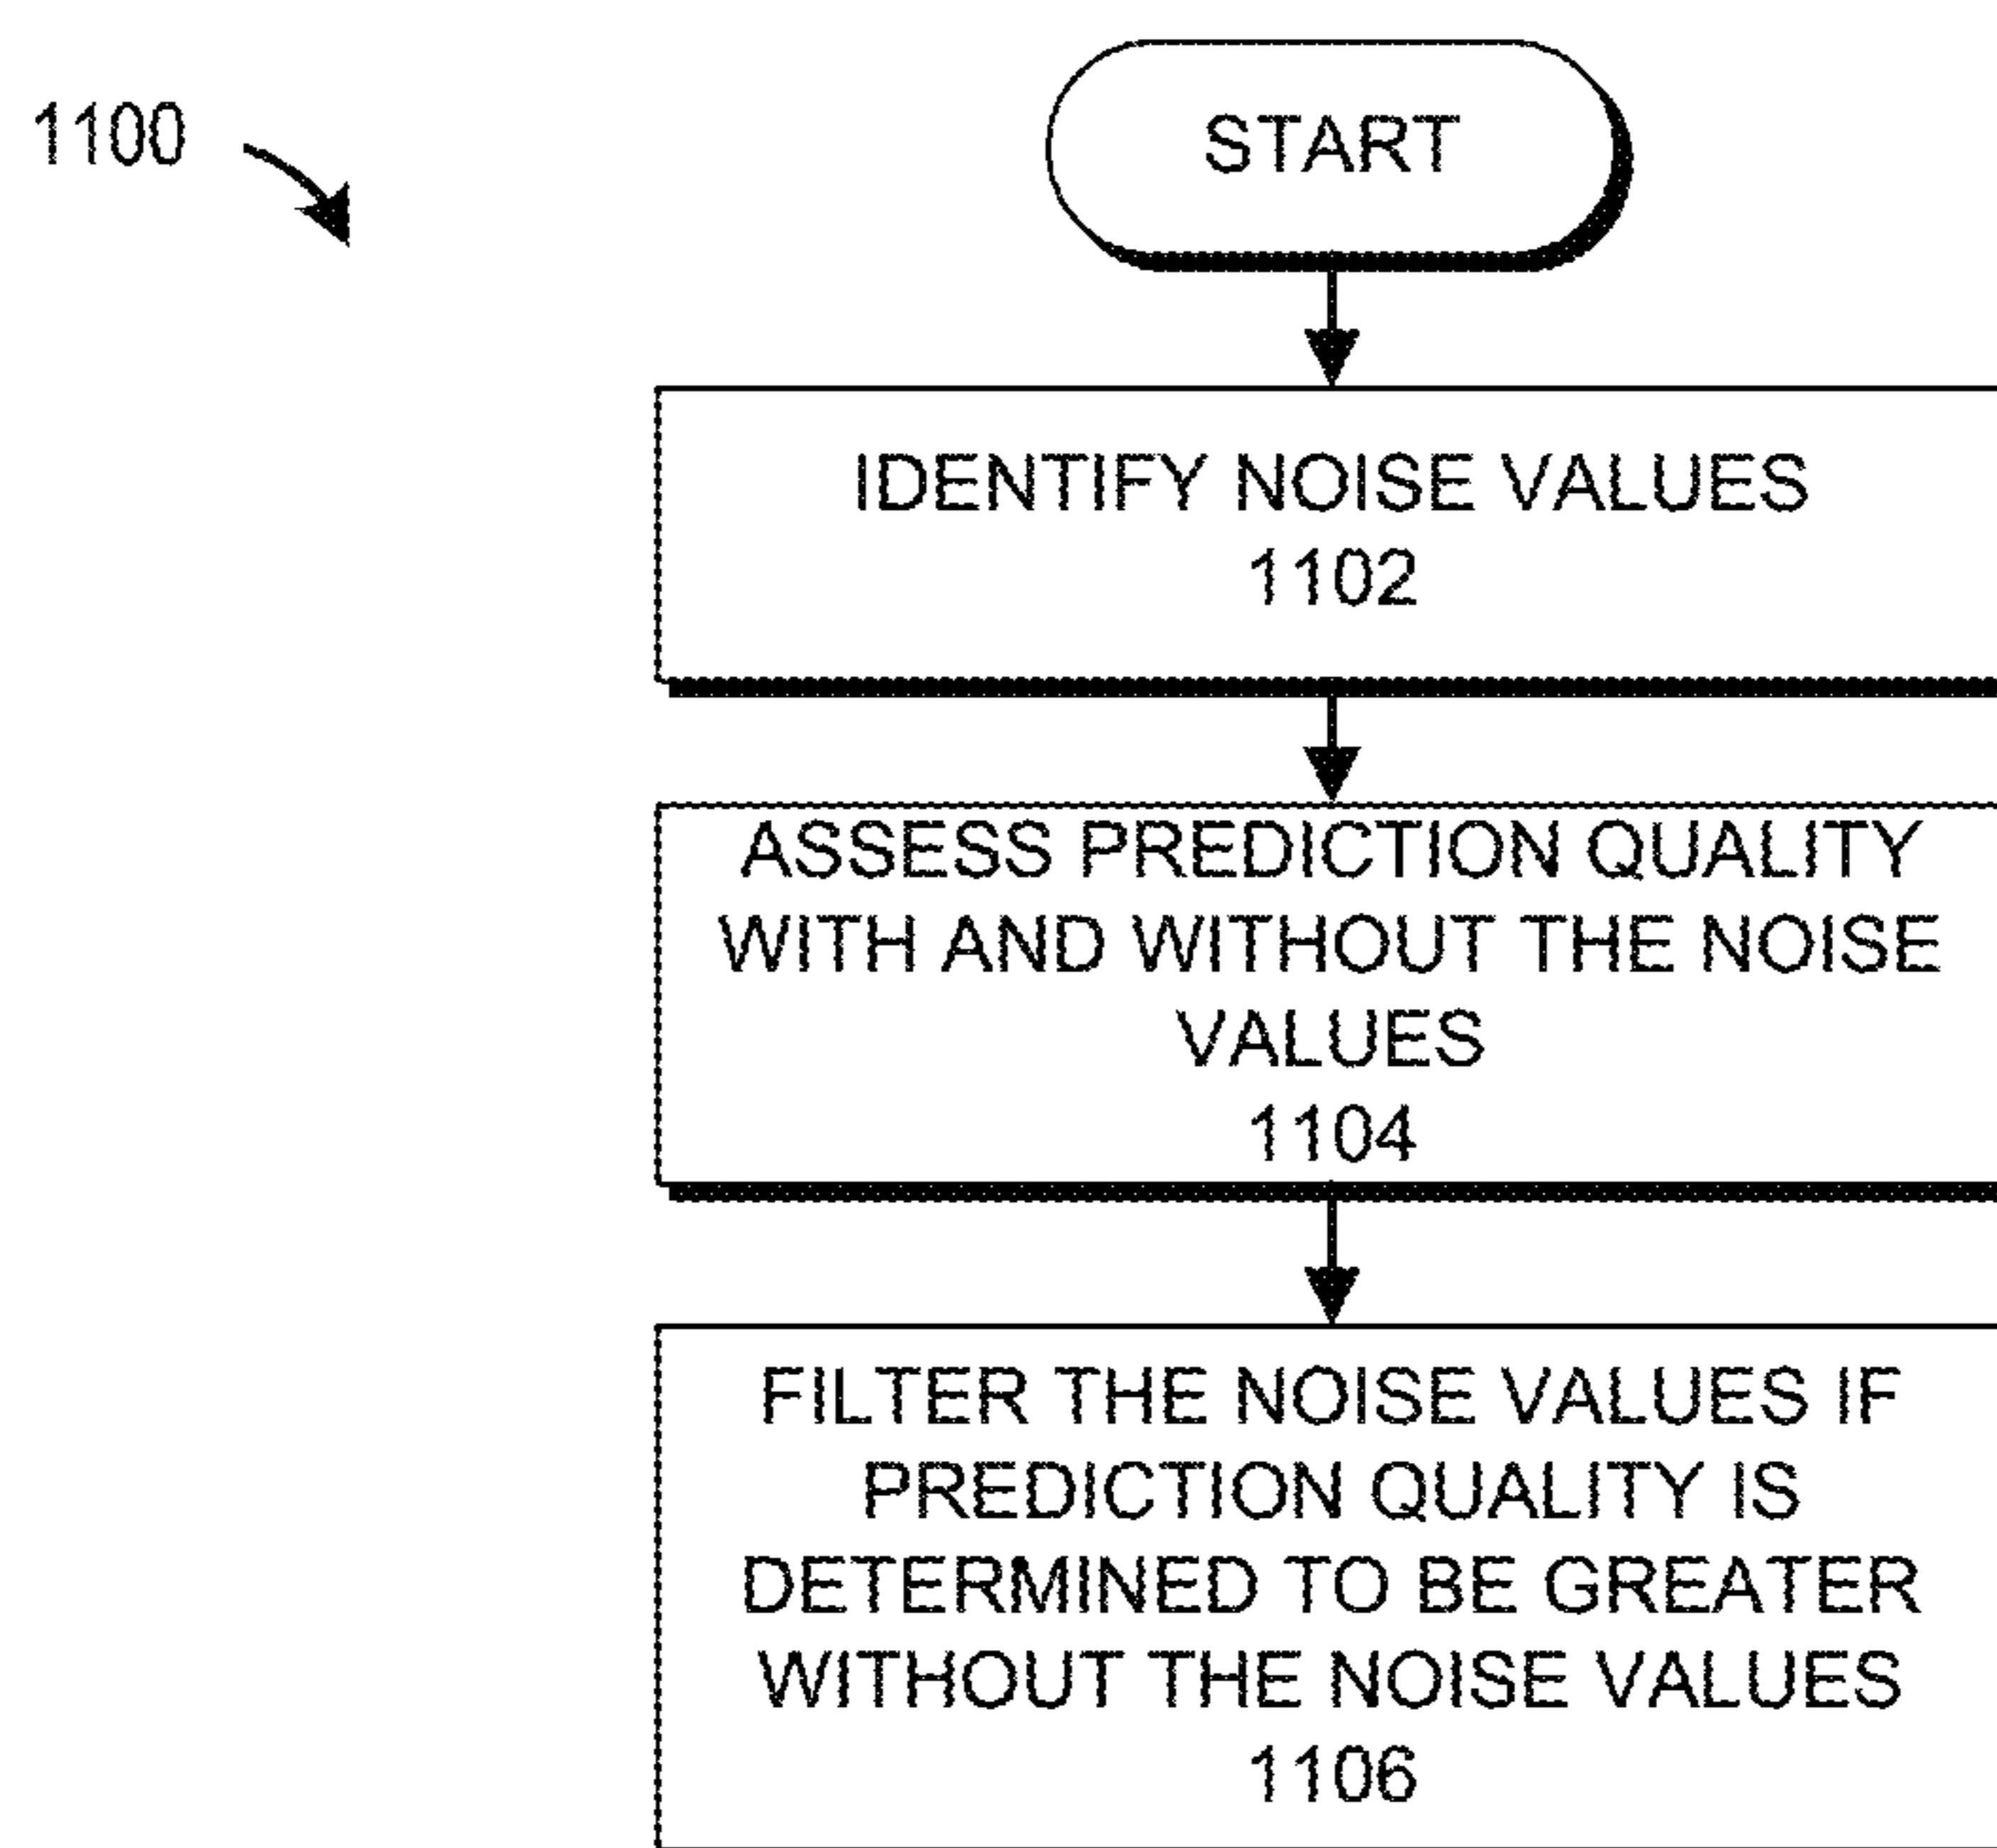 1100
START
IDENTIFY NOISE VALUES
1102
ASSESS PREDICTION QUALITY
WITH AND WITHOUT THE NOISE
VALUES
1104
FILTER THE NOISE VALUES IF
PREDICTION QUALITY IS
DETERMINED TO BE GREATER
WITHOUT THE NOISE VALUES
1106